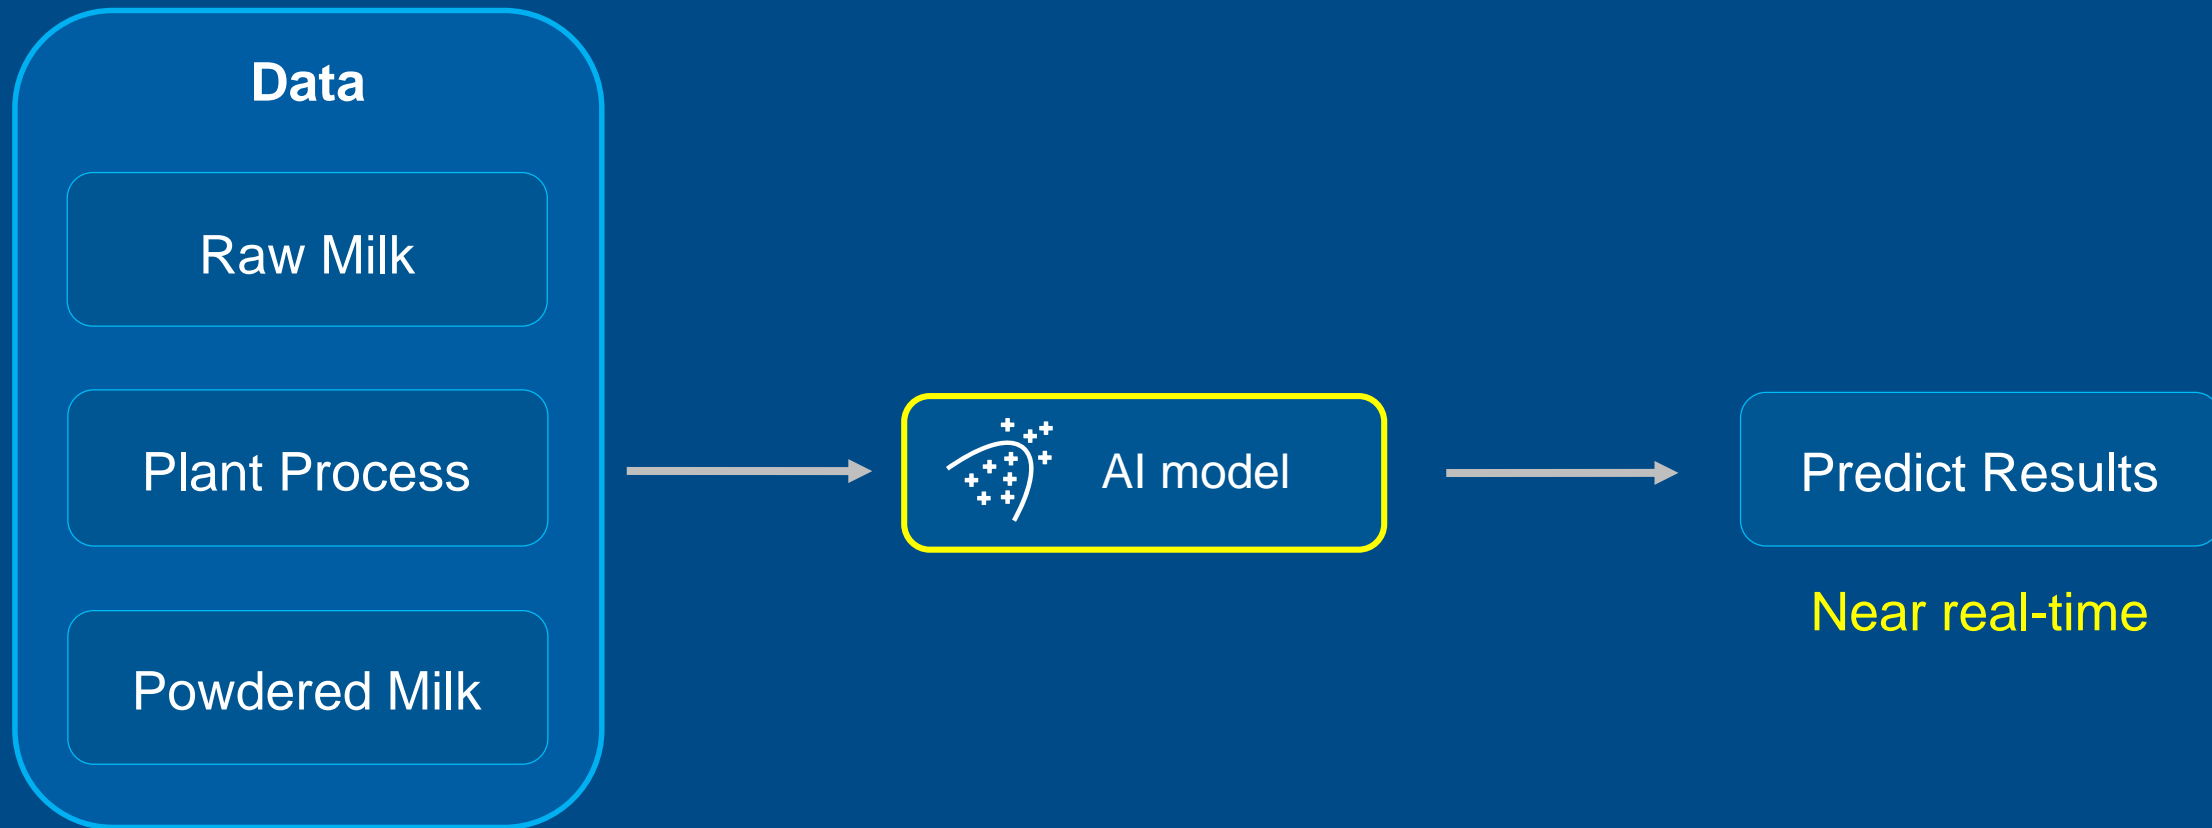 Data
Raw Milk
Plant Process
Powdered Milk
AI model
Predict Results
Near real-time